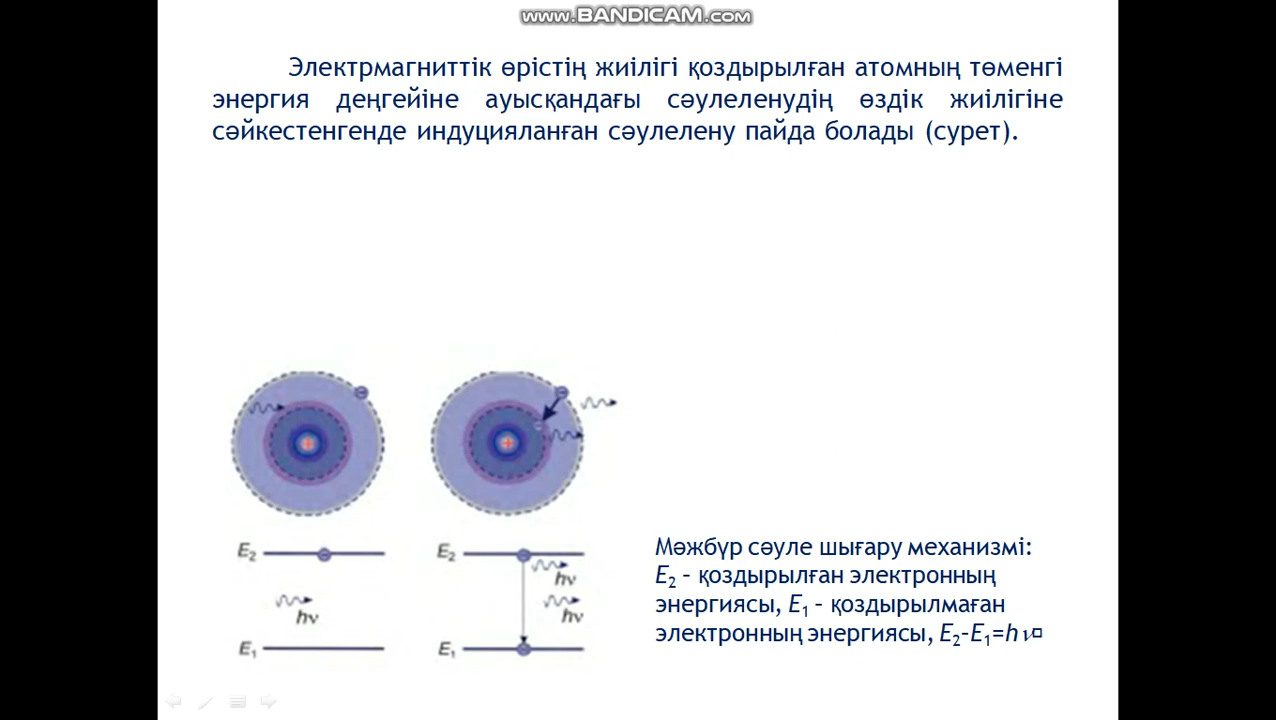 www.BANDICAM.com
Электрмагниттік өрістің жиілігі қоздырылған атомның төменгі
энергия деңгейіне ауысқандағы сәулеленудің өздік жиілігіне
сәйкестенгенде индуцияланған сәулелену пайда болады (сурет).
E₂
E₂
hν
hν
hν
E₁
E₁
Мәжбүр сәуле шығару механизмі:
E₂ – қоздырылған электронның
энергиясы, E₁ – қоздырылмаған
электронның энергиясы, E₂-E₁=hν